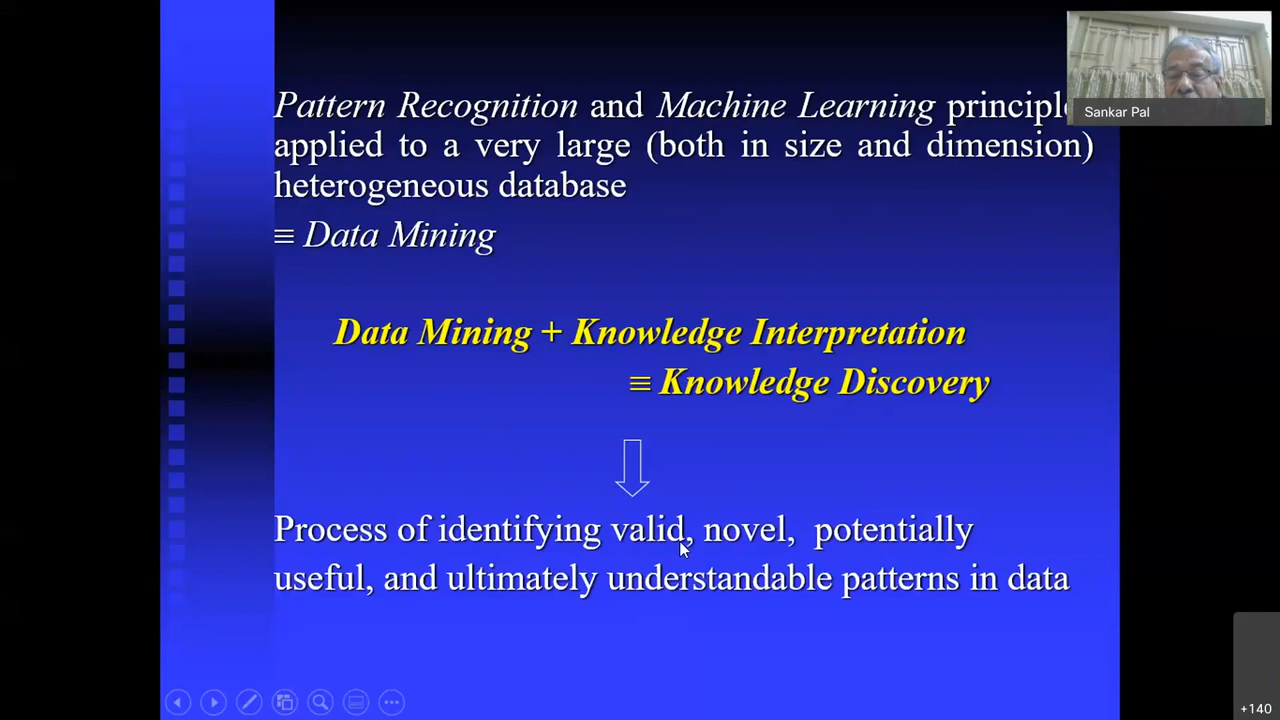 Pattern Recognition and Machine Learning principle
applied to a very large (both in size and dimension)
heterogeneous database
≡ Data Mining
Data Mining + Knowledge Interpretation
≡ Knowledge Discovery
Process of identifying valid, novel, potentially
useful, and ultimately understandable patterns in data
Sankar Pal
+140